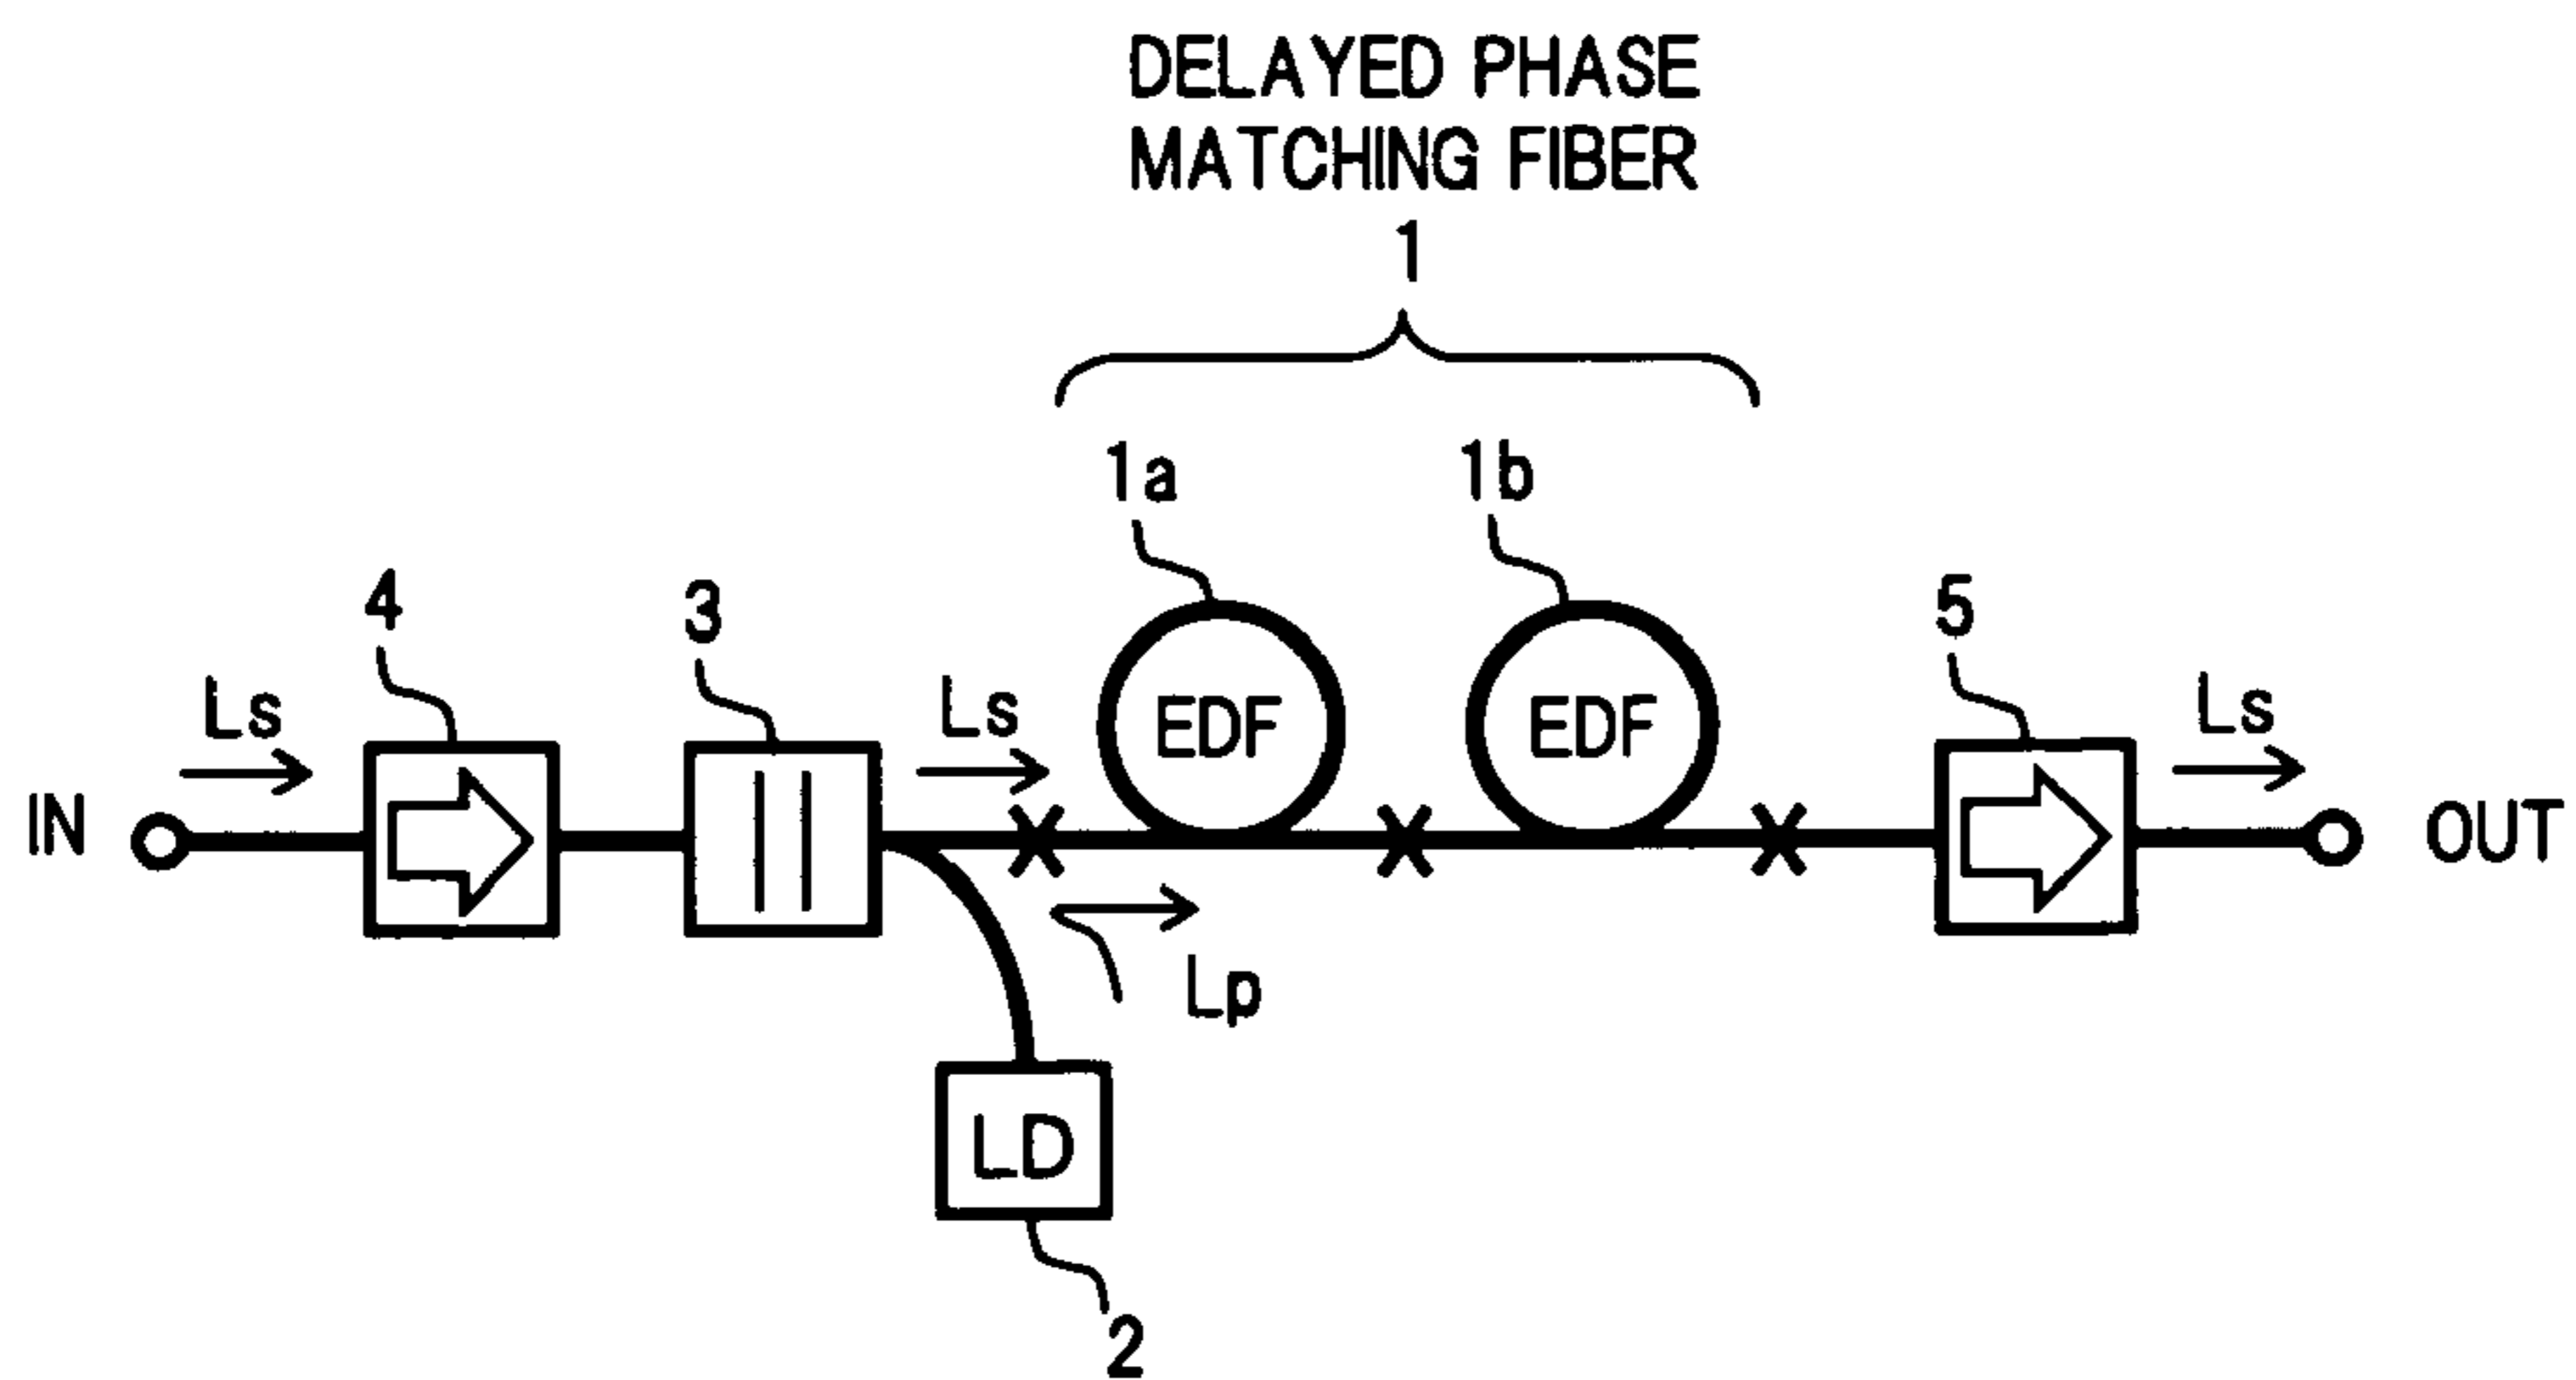 DELAYED PHASE
MATCHING FIBER
1
1a 1b
4 3 5
Ls Ls Ls
EDF EDF
IN OUT
Lp
LD
2